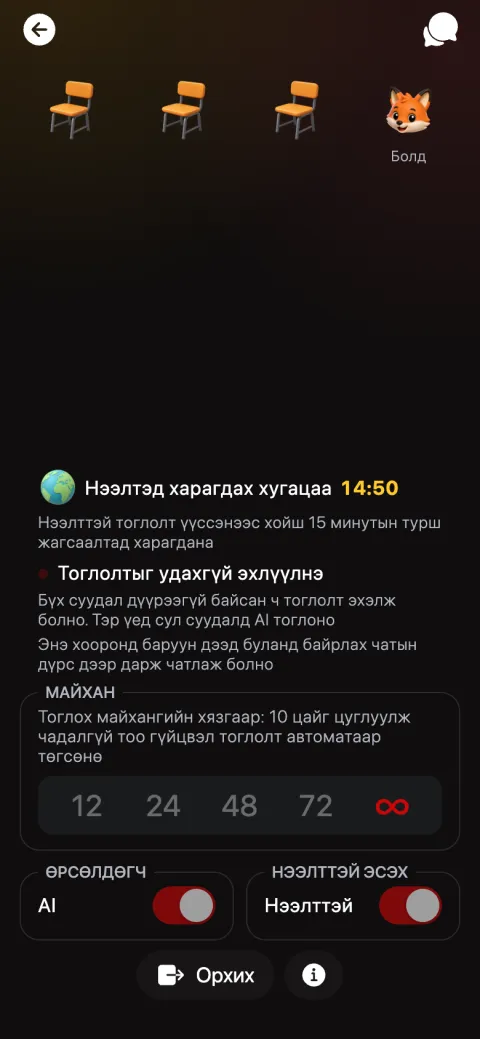 Болд
Нээлтэд харагдах хугацаа 14:50
Нээлттэй тоглолт үүссэнээс хойш 15 минутын турш
жагсаалтад харагдана
Тоглолтыг удахгүй эхлүүлнэ
Бүх суудал дүүрээгүй байсан ч тоглолт эхэлж
болно. Тэр үед сул суудалд AI тоглоно
Энэ хооронд баруун дээд буланд байрлах чатын
дүрс дээр дарж чатлаж болно
МАЙХАН
Тоглох майхангийн хязгаар: 10 цайг цуглуулж
чадалгүй тоо гүйцвэл тоглолт автоматаар
төгсөнө
12 24 48 72 ∞
ӨРСӨЛДӨГЧ
AI
НЭЭЛТТЭЙ ЭСЭХ
Нээлттэй
Орхих